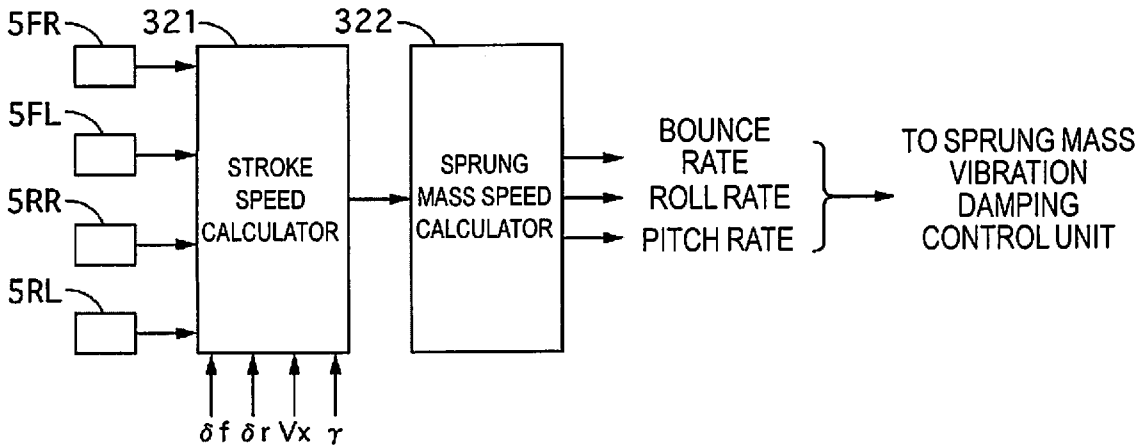 5FR
321
322
5FL
5RR
5RL
STROKE
SPEED
CALCULATOR
SPRUNG
MASS SPEED
CALCULATOR
BOUNCE
RATE
ROLL RATE
PITCH RATE
TO SPRUNG MASS
VIBRATION
DAMPING
CONTROL UNIT
δf δr Vx γ